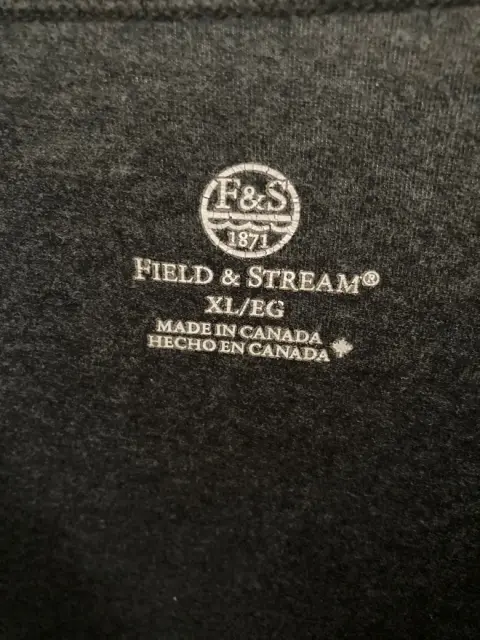 F&S
1871
FIELD & STREAM®
XL/EG
MADE IN CANADA
HECHO EN CANADA